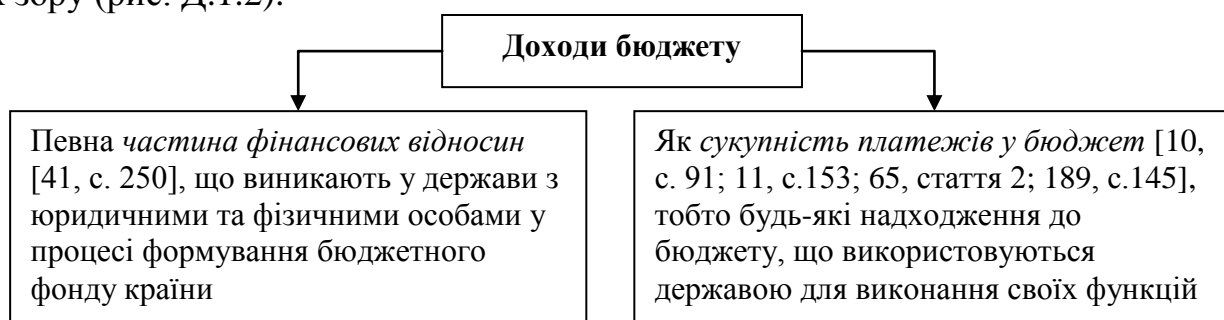 зору (рис. Д.1.2).
Доходи бюджету
Певна частина фінансових відносин
[41, с. 250], що виникають у держави з
юридичними та фізичними особами у
процесі формування бюджетного
фонду країни
Як сукупність платежів у бюджет [10,
с. 91; 11, с.153; 65, стаття 2; 189, с.145],
тобто будь-які надходження до
бюджету, що використовуються
державою для виконання своїх функцій